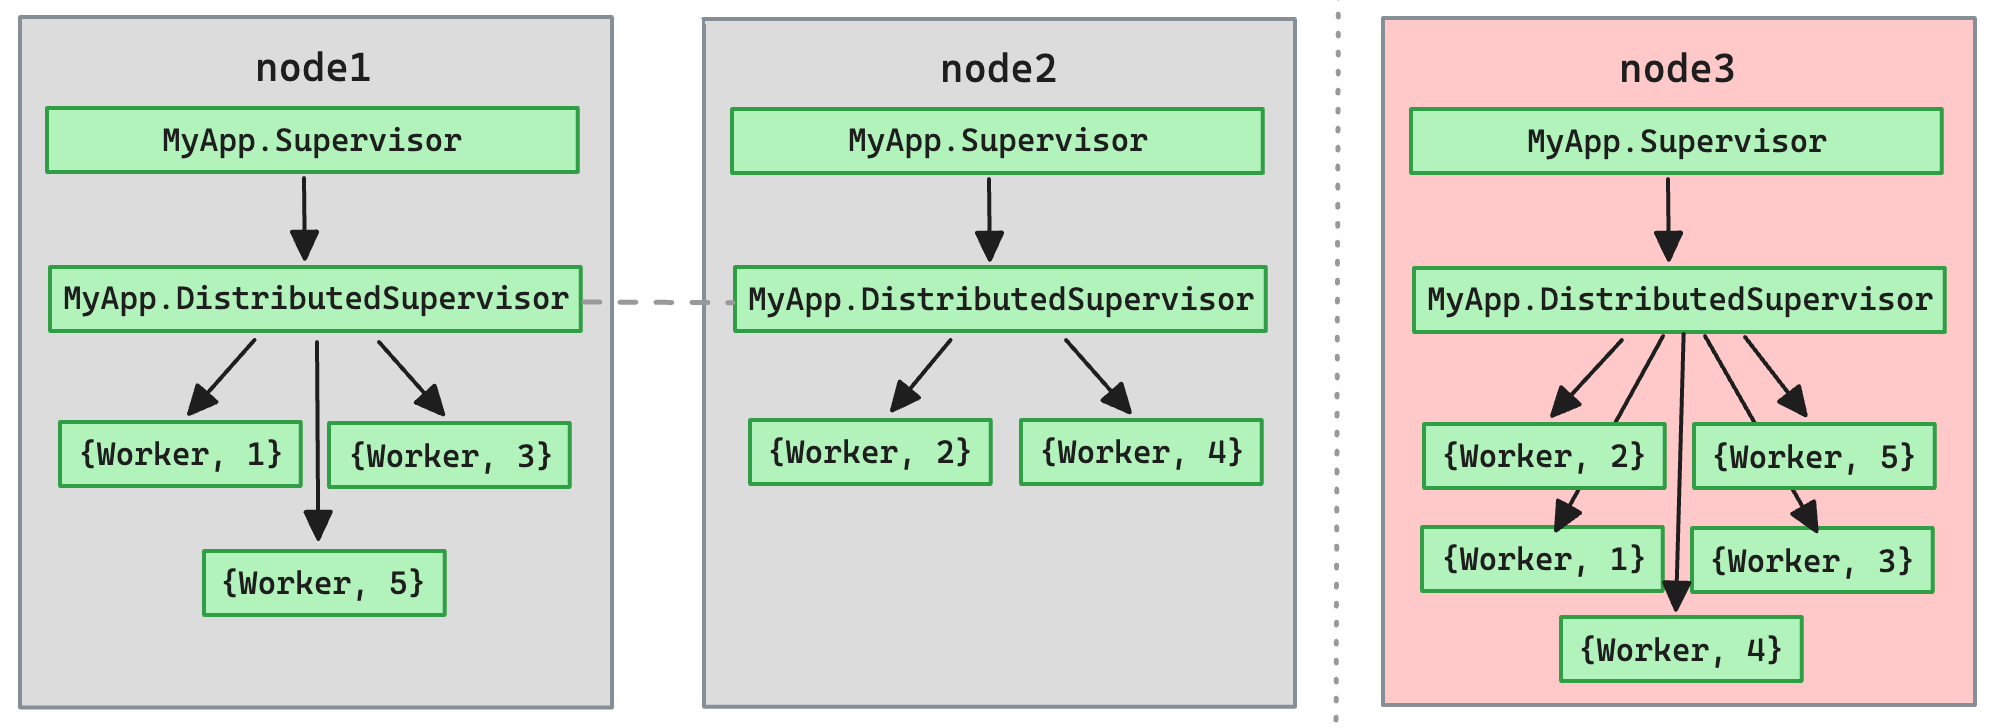 node1
MyApp.Supervisor
MyApp.DistributedSupervisor
{Worker, 1}
{Worker, 3}
{Worker, 5}
node2
MyApp.Supervisor
MyApp.DistributedSupervisor
{Worker, 2}
{Worker, 4}
node3
MyApp.Supervisor
MyApp.DistributedSupervisor
{Worker, 2}
{Worker, 5}
{Worker, 1}
{Worker, 3}
{Worker, 4}